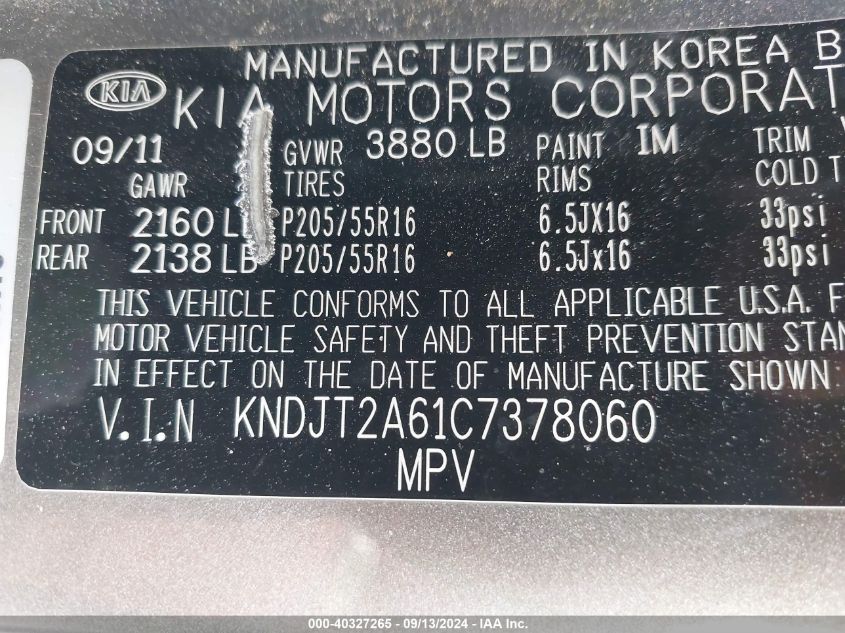 MANUFACTURED IN KOREA B
KIA KIA MOTORS CORPORAT
09/11 GVWR 3880 LB PAINT IM TRIM
GAWR TIRES RIMS COLD T
FRONT 2160 L P205/55R16 6.5JX16 33psi
REAR 2138 LB P205/55R16 6.5Jx16 33psi
THIS VEHICLE CONFORMS TO ALL APPLICABLE U.S.A. F
MOTOR VEHICLE SAFETY AND THEFT PREVENTION STAN
IN EFFECT ON THE DATE OF MANUFACTURE SHOWN
V.I.N KNDJT2A61C7378060
MPV
000-40327265 - 09/13/2024 - IAA Inc.